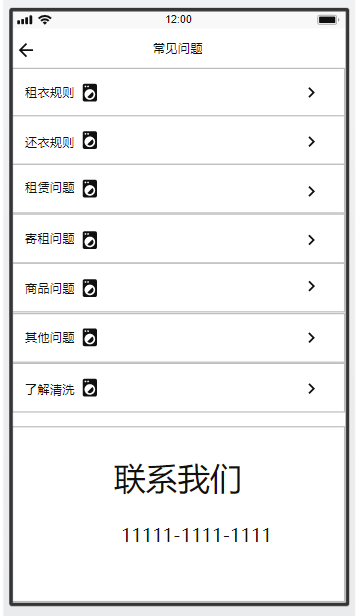 12:00
常见问题
租衣规则
还衣规则
租赁问题
寄租问题
商品问题
其他问题
了解清洗
联系我们
11111-1111-1111